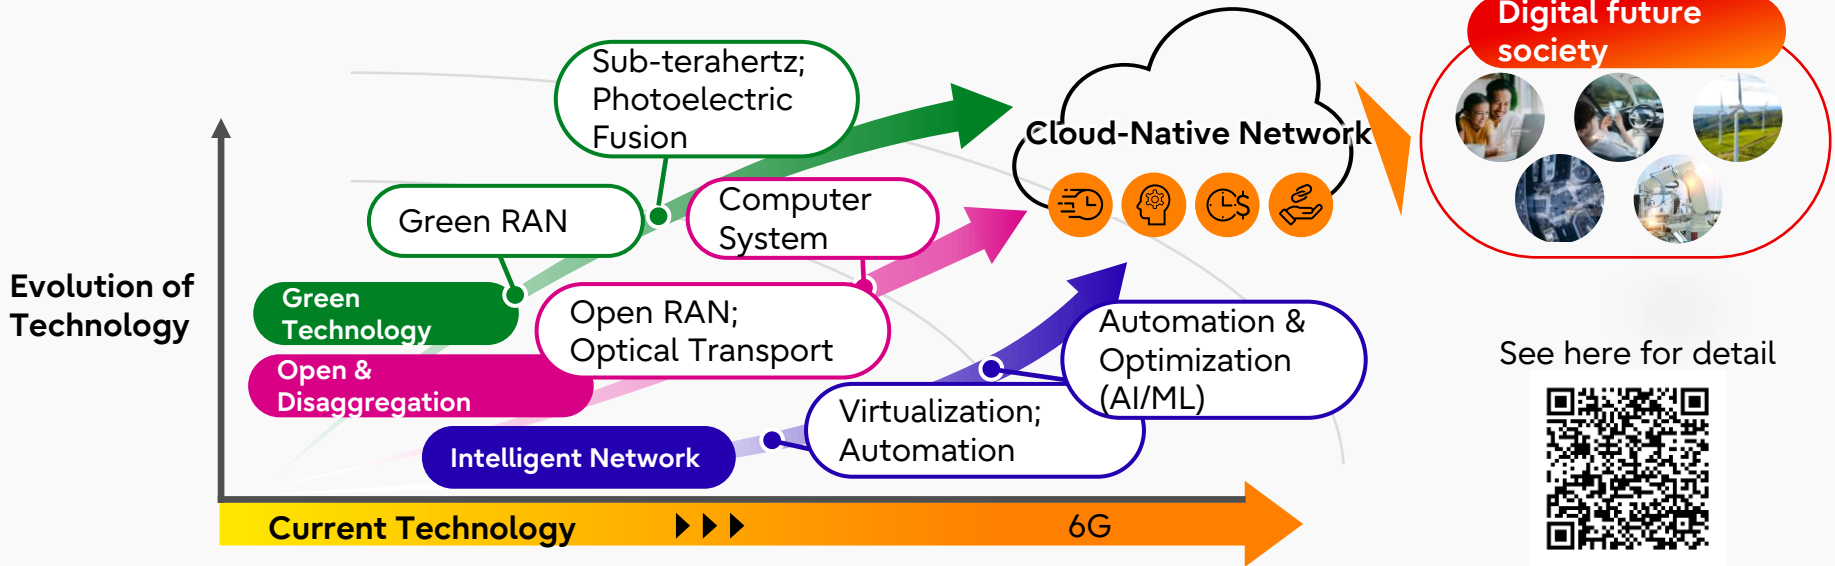 Digital future
society
Sub-terahertz;
Photoelectric
Fusion
Cloud-Native Network
Computer
System
Green RAN
Evolution of
Technology
Green
Technology
Open RAN;
Optical Transport
Automation &
Optimization
(AI/ML)
See here for detail
Open &
Disaggregation
Virtualization;
Automation
Intelligent Network
Current Technology
6G